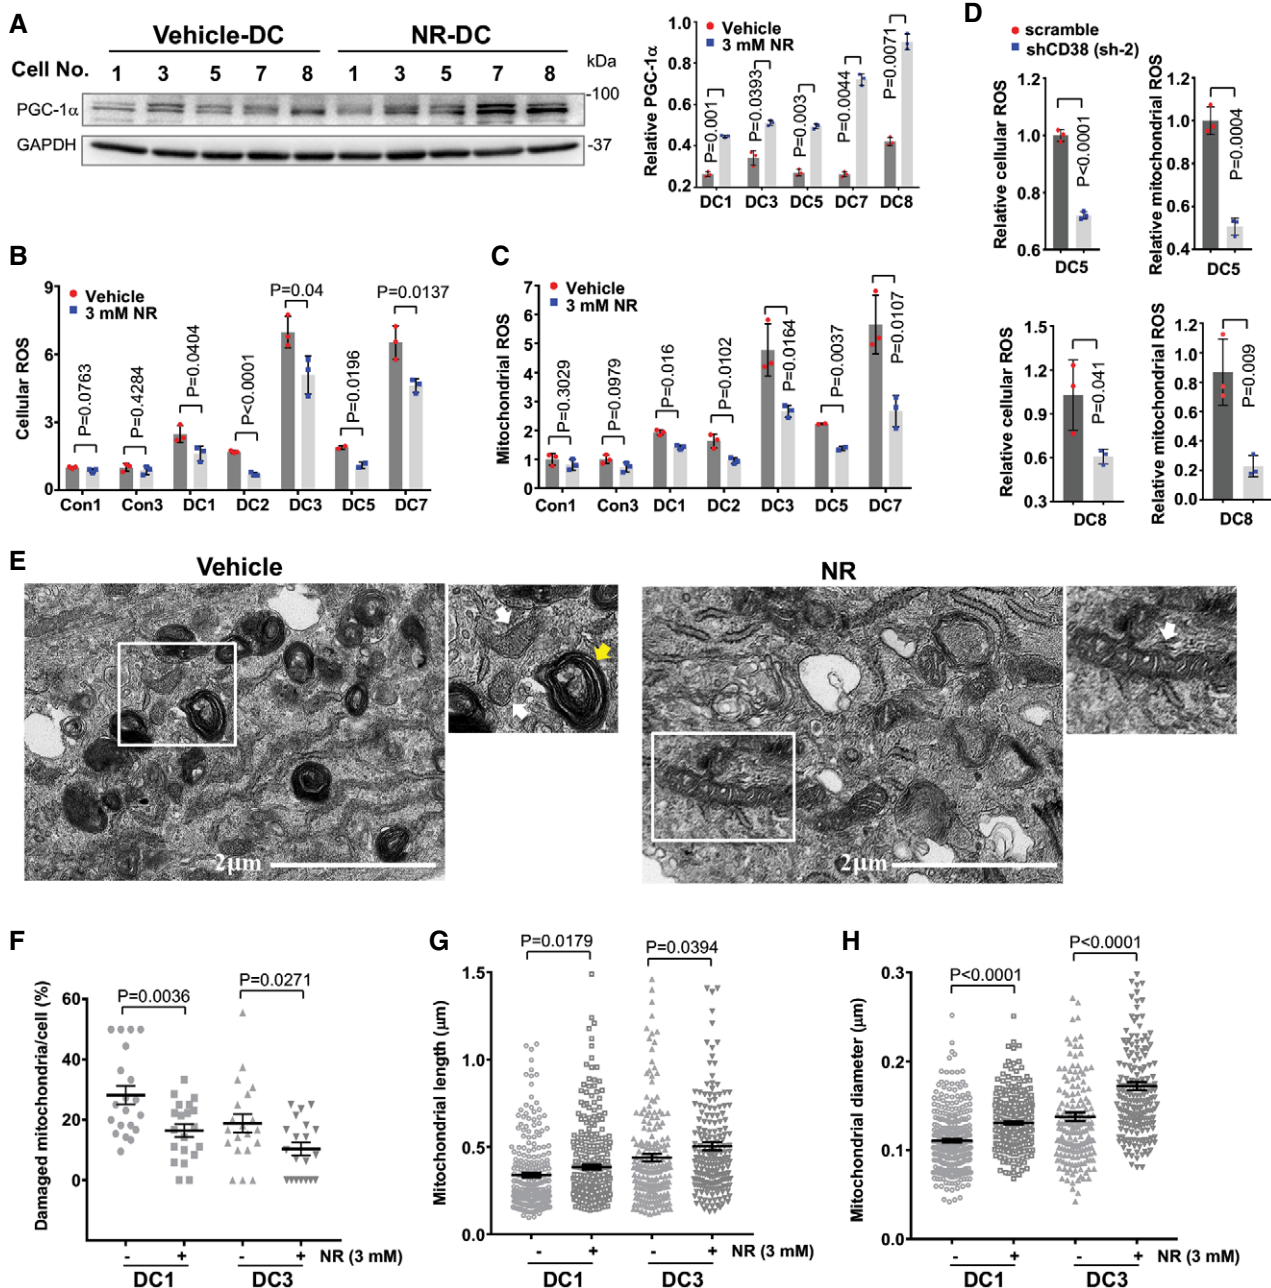 A
Vehicle-DC NR-DC
Cell No. 1 3 5 7 8 1 3 5 7 8 kDa
PGC-1α -100
GAPDH -37
Vehicle
3 mM NR
Relative PGC-1α
1.0
0.8
0.6
0.4
0.2
P=0.001
P=0.0393
P=0.003
P=0.0044
P=0.0071
DC1 DC3 DC5 DC7 DC8
D
scramble
shCD38 (sh-2)
Relative cellular ROS
1.2
1.0
0.8
0.6
P<0.0001
DC5
Relative mitochondrial ROS
1.2
1.0
0.8
0.6
0.4
P=0.0004
DC5
Relative cellular ROS
1.5
1.2
0.9
0.6
0.3
P=0.041
DC8
Relative mitochondrial ROS
1.2
1.0
0.8
0.6
0.4
0.2
0.0
P=0.009
DC8
B
Vehicle
3 mM NR
Cellular ROS
9
6
3
0
P=0.0763
P=0.4284
P=0.0404
P<0.0001
P=0.04
P=0.0196
P=0.0137
Con1 Con3 DC1 DC2 DC3 DC5 DC7
C
Vehicle
3 mM NR
Mitochondrial ROS
7
6
5
4
3
2
1
0
P=0.3029
P=0.0979
P=0.016
P=0.0102
P=0.0164
P=0.0037
P=0.0107
Con1 Con3 DC1 DC2 DC3 DC5 DC7
E
Vehicle NR
2μm
2μm
F
Damaged mitochondria/cell (%)
60
40
20
0
P=0.0036
P=0.0271
- + - + NR (3 mM)
DC1 DC3
G
Mitochondrial length (μm)
1.5
1.0
0.5
0.0
P=0.0179
P=0.0394
- + - + NR (3 mM)
DC1 DC3
H
Mitochondrial diameter (μm)
0.3
0.2
0.1
0.0
P<0.0001
P<0.0001
- + - + NR (3 mM)
DC1 DC3